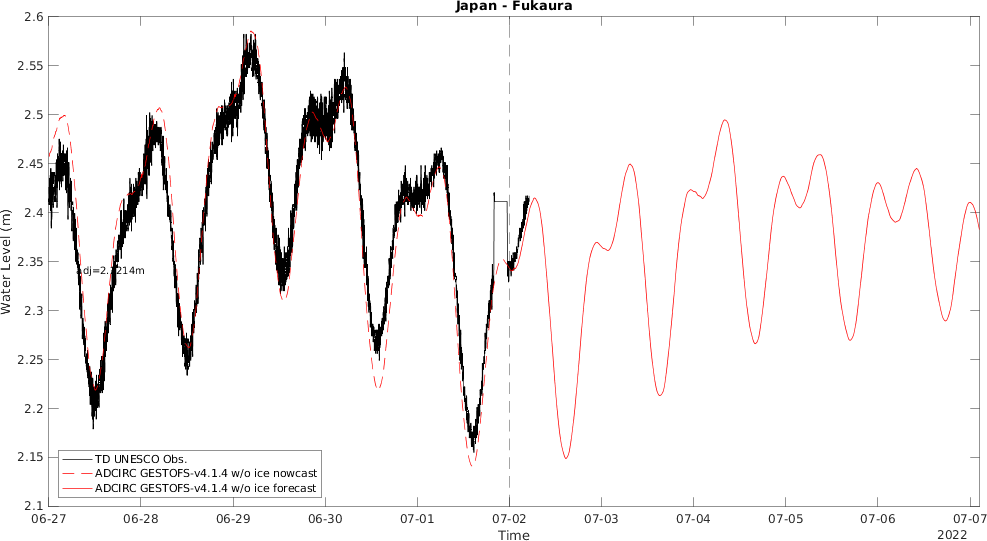 Japan - Fukaura
2.6
2.55
2.5
2.45
2.4
2.35
2.3
2.25
2.2
2.15
2.1
Water Level (m)
TD UNESCO Obs.
ADCIRC GESTOFS-v4.1.4 w/o ice nowcast
ADCIRC GESTOFS-v4.1.4 w/o ice forecast
06-27 06-28 06-29 06-30 07-01 07-02 07-03 07-04 07-05 07-06 07-07
Time
2022